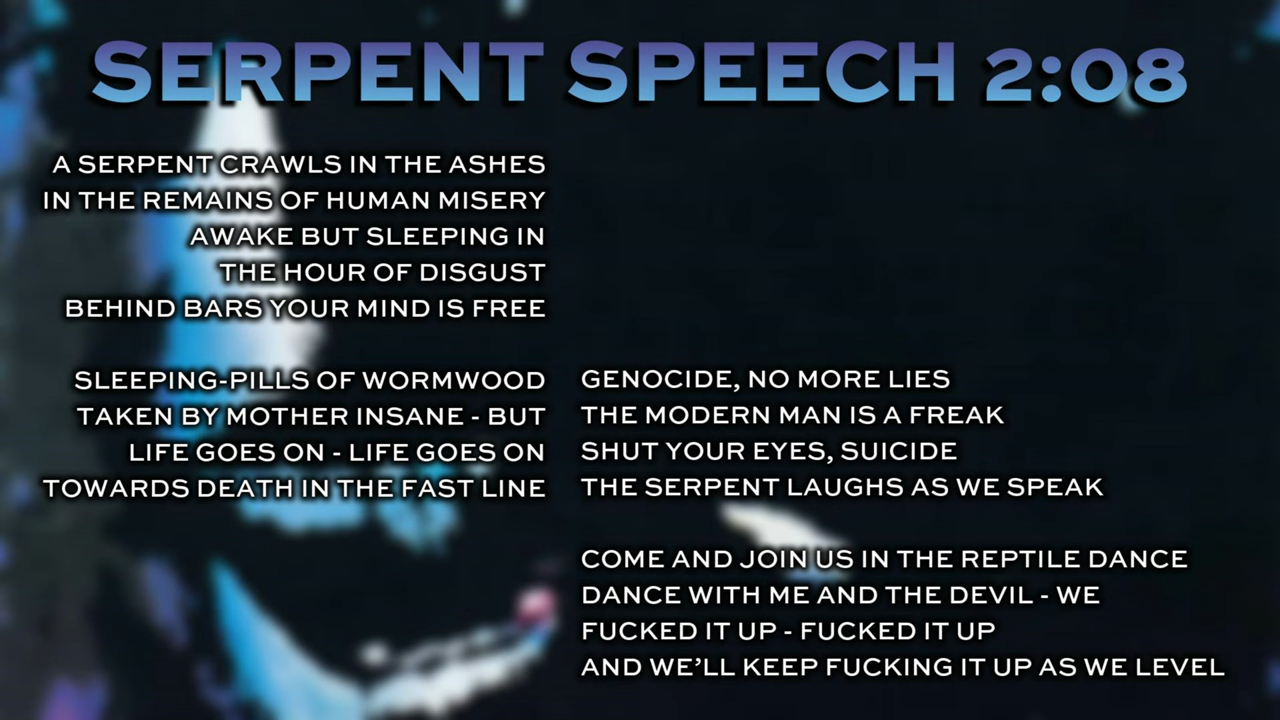 SERPENT SPEECH 2:08
A SERPENT CRAWLS IN THE ASHES
IN THE REMAINS OF HUMAN MISERY
AWAKE BUT SLEEPING IN
THE HOUR OF DISGUST
BEHIND BARS YOUR MIND IS FREE
SLEEPING-PILLS OF WORMWOOD
TAKEN BY MOTHER INSANE - BUT
LIFE GOES ON - LIFE GOES ON
TOWARDS DEATH IN THE FAST LINE
GENOCIDE, NO MORE LIES
THE MODERN MAN IS A FREAK
SHUT YOUR EYES, SUICIDE
THE SERPENT LAUGHS AS WE SPEAK
COME AND JOIN US IN THE REPTILE DANCE
DANCE WITH ME AND THE DEVIL - WE
FUCKED IT UP - FUCKED IT UP
AND WE’LL KEEP FUCKING IT UP AS WE LEVEL